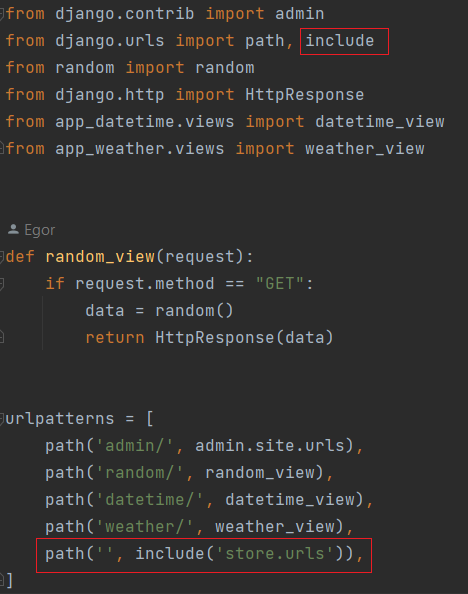 from django.contrib import admin
from django.urls import path, include
from random import random
from django.http import HttpResponse
from app_datetime.views import datetime_view
from app_weather.views import weather_view
Egor
def random_view(request):
    if request.method == "GET":
        data = random()
        return HttpResponse(data)
urlpatterns = [
    path('admin/', admin.site.urls),
    path('random/', random_view),
    path('datetime/', datetime_view),
    path('weather/', weather_view),
    path('', include('store.urls')),
]